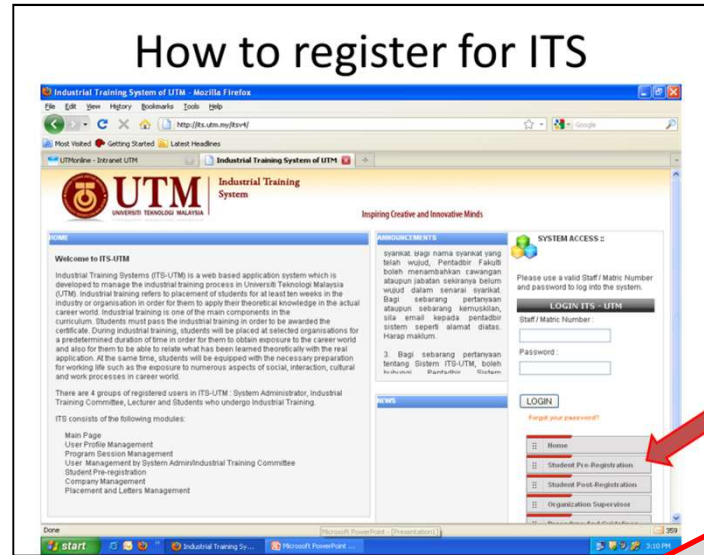 How to register for ITS
Industrial Training System of UTM - Mozilla Firefox
File Edit View History Bookmarks Tools Help
http://its.utm.my/itsv4/
Google
Most Visited Getting Started Latest Headlines
UTMonline - Intranet UTM
Industrial Training System of UTM
UTM
UNIVERSITI TEKNOLOGI MALAYSIA
Industrial Training
System
Inspiring Creative and Innovative Minds
HOME
Welcome to ITS-UTM
Industrial Training Systems (ITS-UTM) is a web based application system which is
developed to manage the industrial training process in Universiti Teknologi Malaysia
(UTM). Industrial training refers to placement of students for at least ten weeks in the
industry or organisation in order for them to apply their theoretical knowledge in the actual
career world. Industrial training is one of the main components in the
curriculum. Students must pass the industrial training in order to be awarded the
certificate. During industrial training, students will be placed at selected organisations for
a predetermined duration of time in order for them to obtain exposure to the career world
and also for them to be able to relate what has been learned theoretically with the real
application. At the same time, students will be equipped with the necessary preparation
for working life such as the exposure to numerous aspects of social, interaction, cultural
and work processes in career world.
There are 4 groups of registered users in ITS-UTM : System Administrator, Industrial
Training Committee, Lecturer and Students who undergo Industrial Training.
ITS consists of the following modules:
Main Page
User Profile Management
Program Session Management
User Management by System Admin/Industrial Training Committee
Student Pre-registration
Company Management
Placement and Letters Management
ANNOUNCEMENTS
syarikat. Bagi nama syarikat yang
telah wujud, Pentadbir Fakulti
boleh menambahkan cawangan
ataupun jabatan sekiranya belum
wujud dalam senarai syarikat.
Bagi sebarang pertanyaan
ataupun sebarang kemuskilan,
sila email kepada pentadbir
sistem seperti alamat diatas.
Harap maklum.
3. Bagi sebarang pertanyaan
tentang Sistem ITS-UTM, boleh
hubungi Pentadbir Sistem
NEWS
SYSTEM ACCESS ::
Please use a valid Staff / Matric Number
and password to log into the system.
LOGIN ITS - UTM
Staff / Matric Number :
Password :
LOGIN
Forgot your password?
Home
Student Pre-Registration
Student Post-Registration
Organization Supervisor
Procedure And Guidelines
Done
Microsoft PowerPoint - [Presentation1]
359
start
Industrial Training Sy...
Microsoft PowerPoint ...
3:10 PM